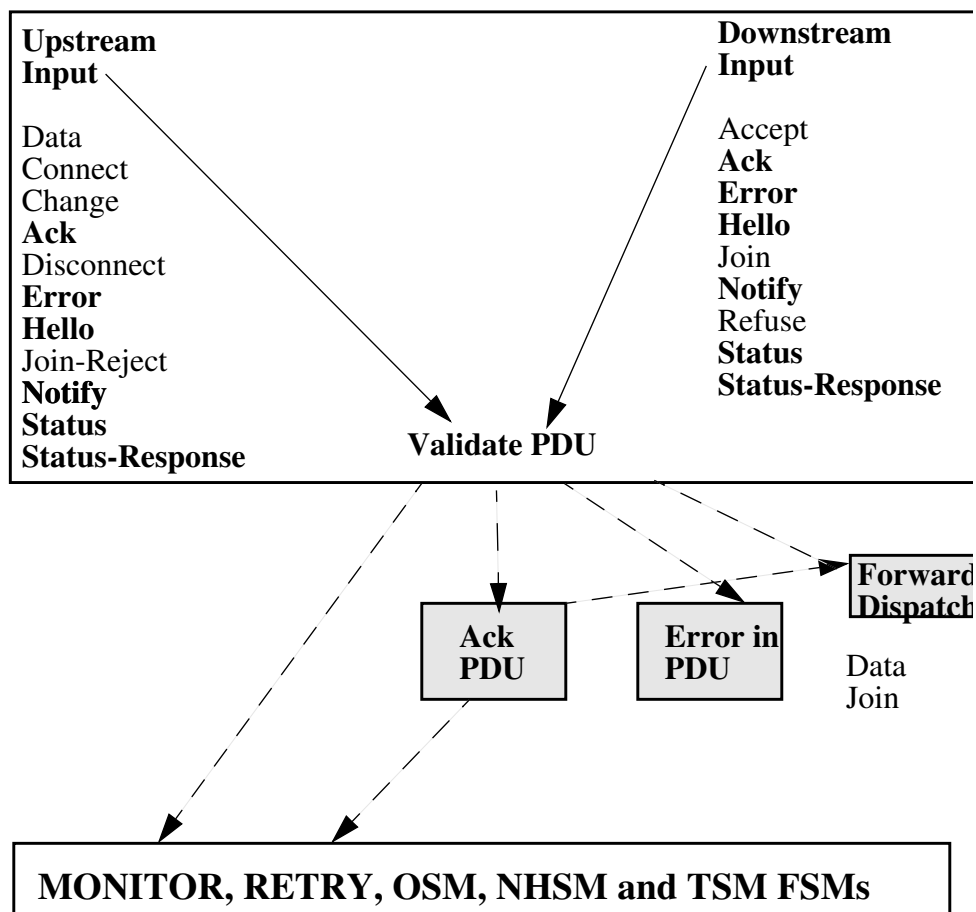 Upstream
Input
Data
Connect
Change
Ack
Disconnect
Error
Hello
Join-Reject
Notify
Status
Status-Response
Downstream
Input
Accept
Ack
Error
Hello
Join
Notify
Refuse
Status
Status-Response
Validate PDU
Forward
Dispatch
Data
Join
Ack
PDU
Error in
PDU
MONITOR, RETRY, OSM, NHSM and TSM FSMs